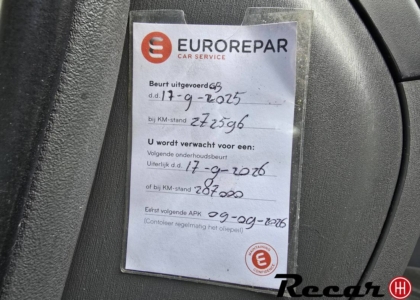 EUROREPAR
CAR SERVICE
Beurt uitgevoerd
d.d. 17-9-2025
bij KM-stand 272596
U wordt verwacht voor een:
Volgende onderhoudsbeurt
Uiterlijk d.d. 17-9-2026
of bij KM-stand 287000
Eerst volgende APK 09-09-2026
(Controleer regelmatig het oliepeil)
Recar